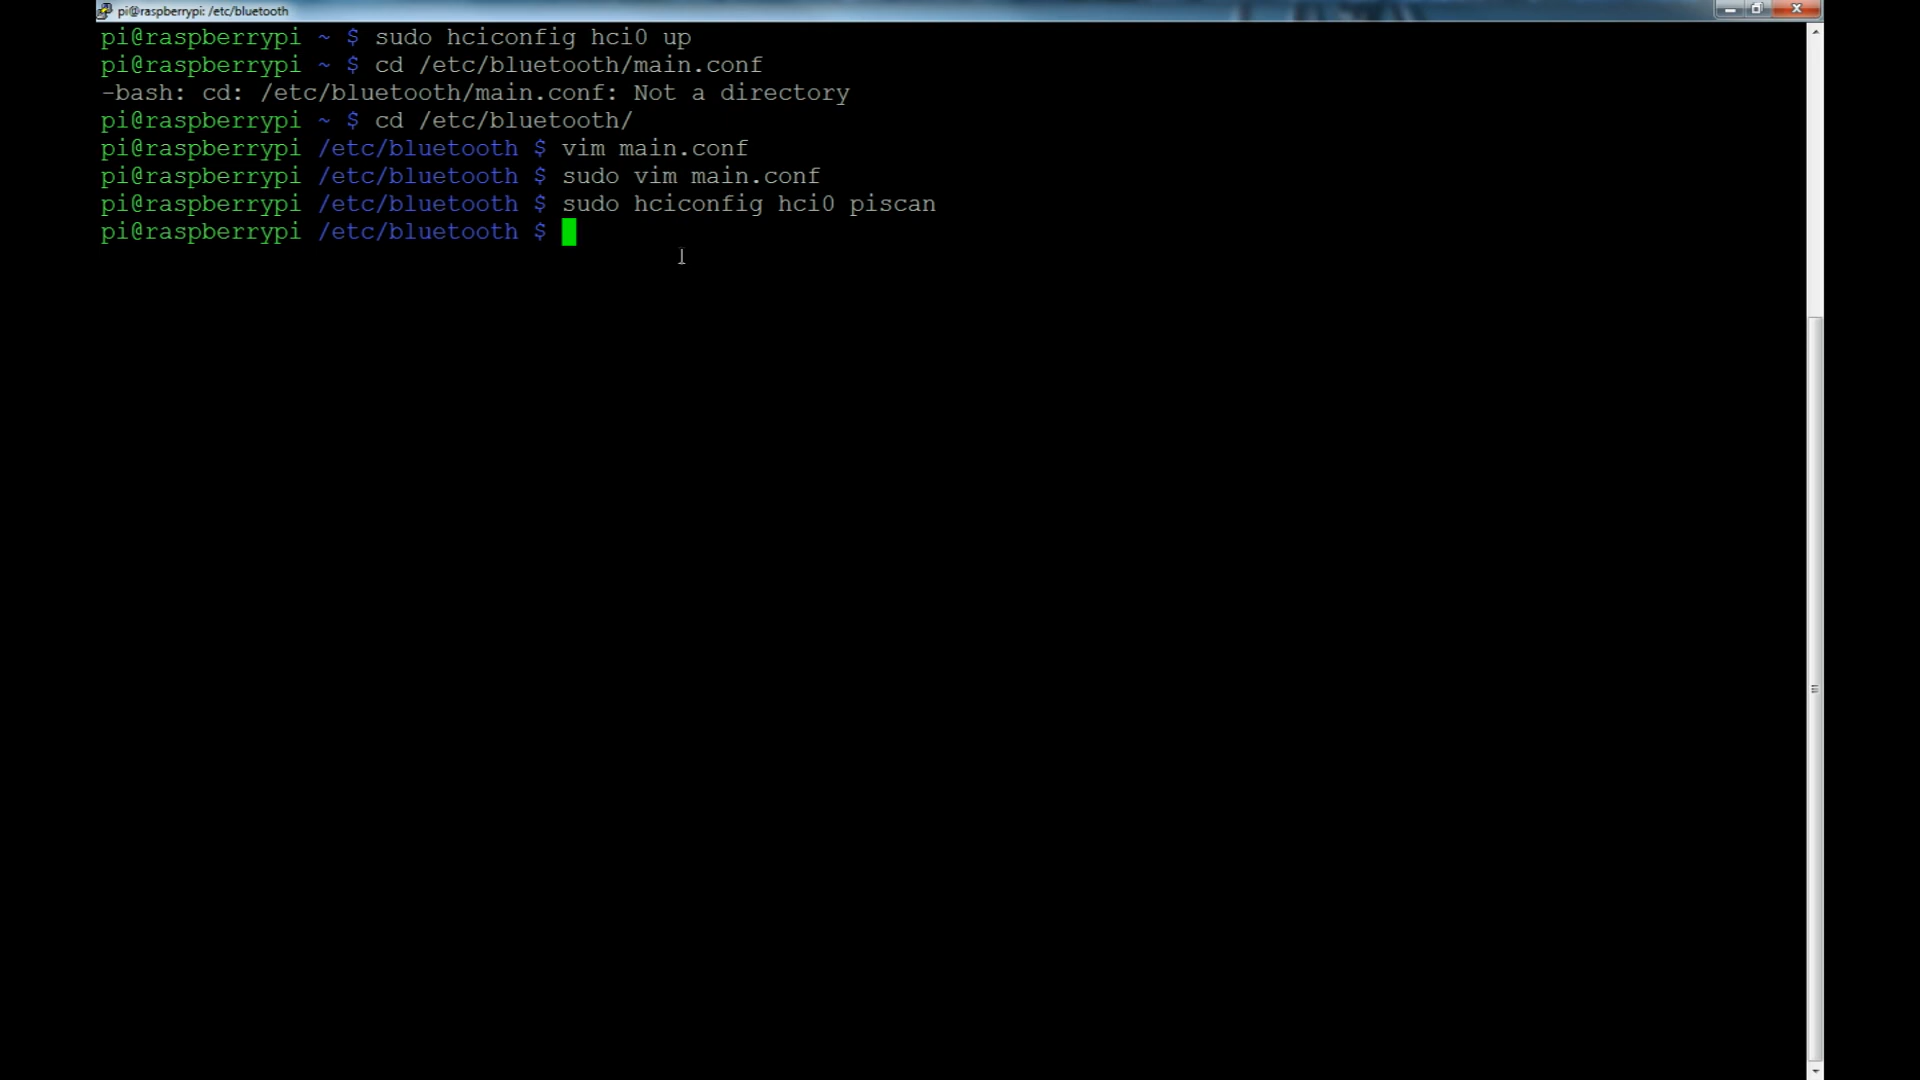 pi@raspberrypi: /etc/bluetooth
pi@raspberrypi ~ $ sudo hciconfig hci0 up
pi@raspberrypi ~ $ cd /etc/bluetooth/main.conf
-bash: cd: /etc/bluetooth/main.conf: Not a directory
pi@raspberrypi ~ $ cd /etc/bluetooth/
pi@raspberrypi /etc/bluetooth $ vim main.conf
pi@raspberrypi /etc/bluetooth $ sudo vim main.conf
pi@raspberrypi /etc/bluetooth $ sudo hciconfig hci0 piscan
pi@raspberrypi /etc/bluetooth $